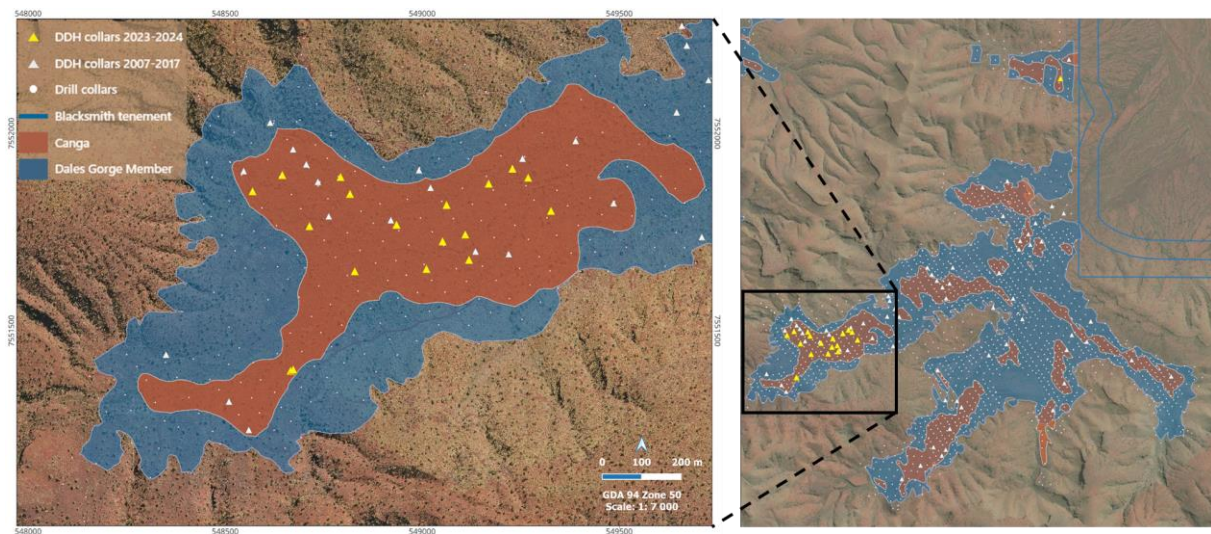 548000 548500 549000 549500
DDH collars 2023-2024
DDH collars 2007-2017
Drill collars
Blacksmith tenement
Canga
Dales Gorge Member
7552000
7552000
7551500
7551500
0 100 200 m
GDA 94 Zone 50
Scale: 1: 7 000
548000 548500 549000 549500